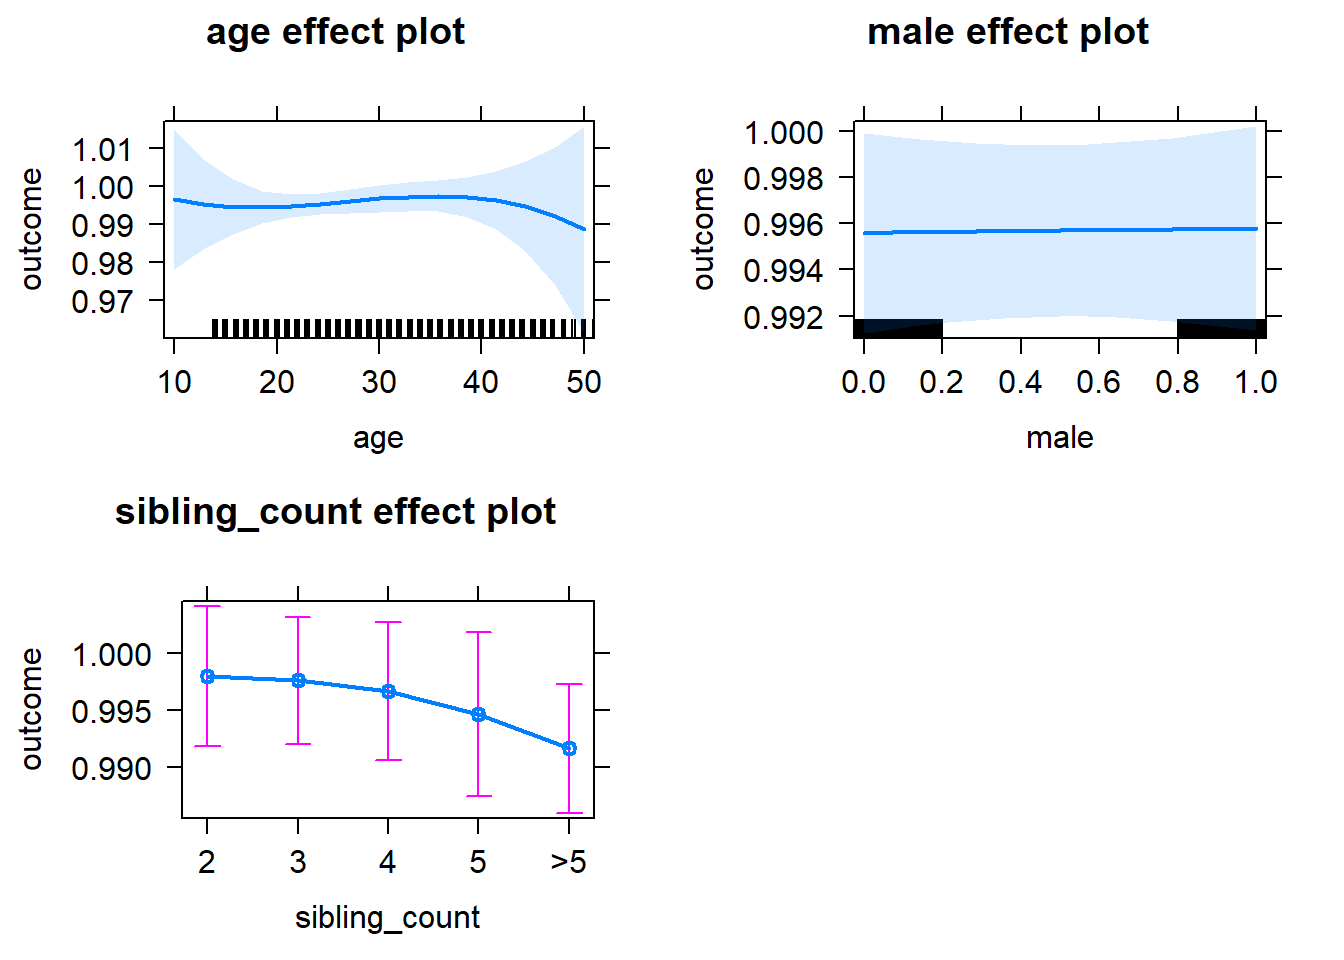 age effect plot
outcome
1.01
1.00
0.99
0.98
0.97
10 20 30 40 50
age
male effect plot
outcome
1.000
0.998
0.996
0.994
0.992
0.0 0.2 0.4 0.6 0.8 1.0
male
sibling_count effect plot
outcome
1.000
0.995
0.990
2 3 4 5 >5
sibling_count